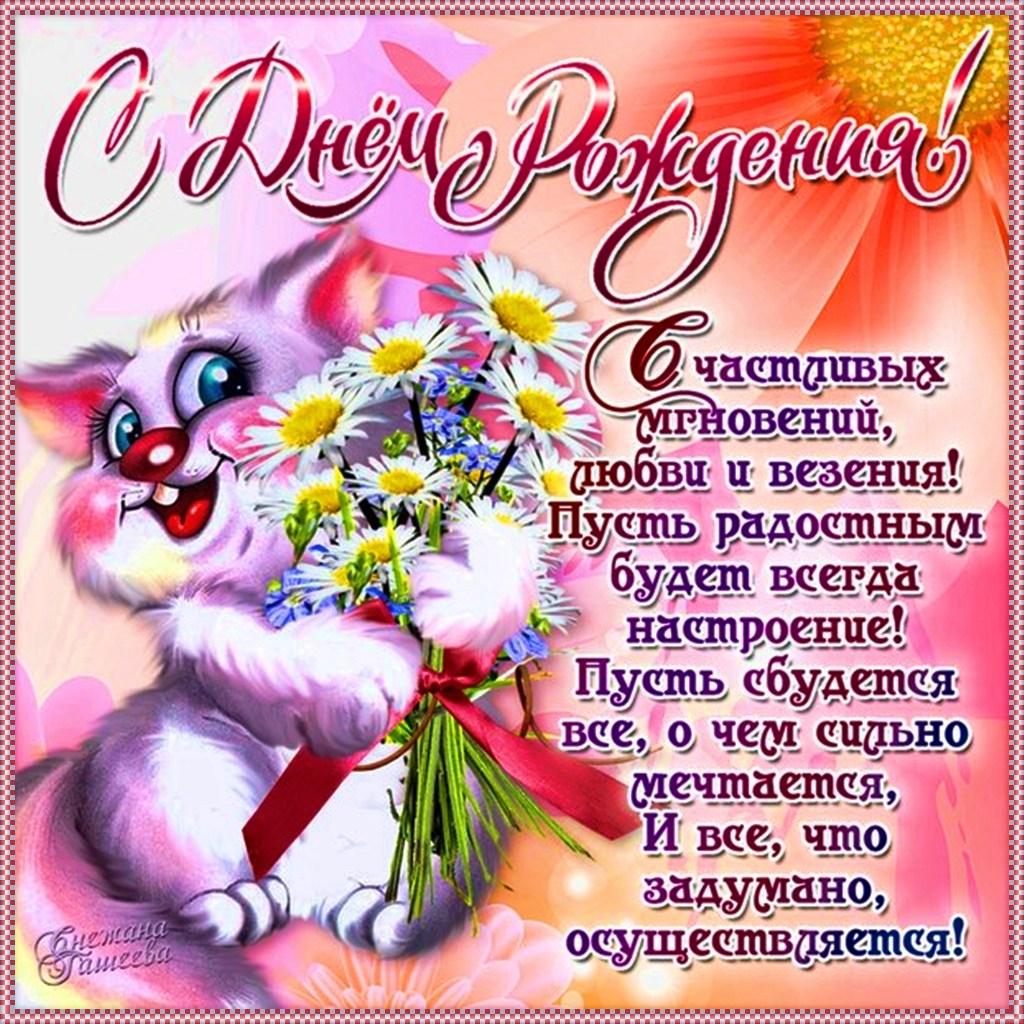 С Днём Рождения!
Счастливых
мгновений,
любви и везения!
Пусть радостным
будет всегда
настроение!
Пусть сбудется
все, о чем сильно
мечтается,
И все, что
задумано,
осуществляется!
Снежана
Гашеева